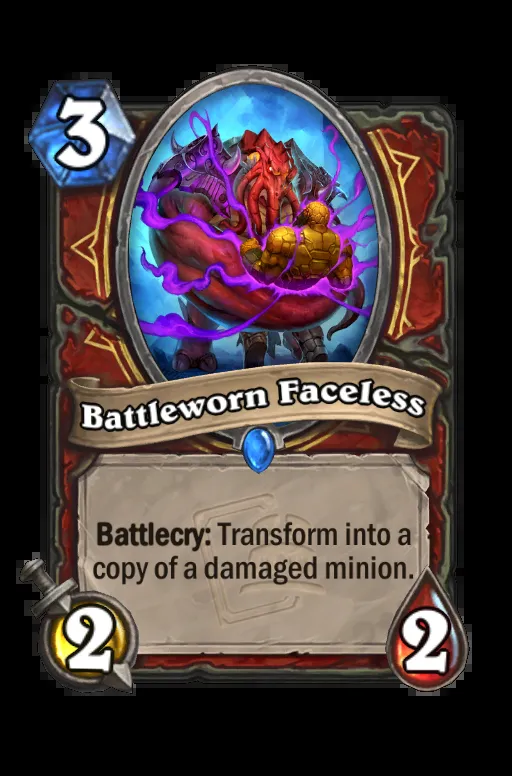 3
Battleworn Faceless
Battlecry: Transform into a
copy of a damaged minion.
2
2